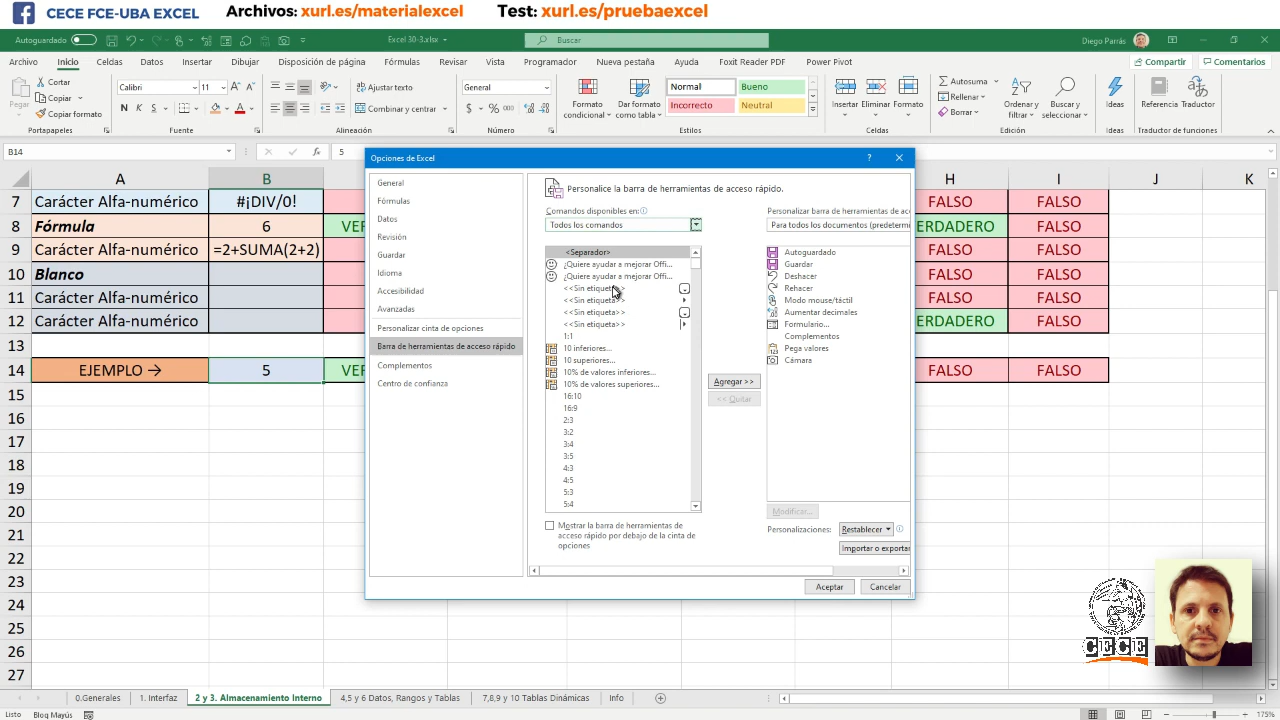 CECE FCE-UBA EXCEL Archivos: xurl.es/materialexcel Test: xurl.es/pruebaexcel
Autoguardado Excel 30-3.xlsx Buscar Diego Parrás
Archivo Inicio Celdas Datos Insertar Dibujar Disposición de página Fórmulas Revisar Vista Programador Nueva pestaña Ayuda Foxit Reader PDF Power Pivot Compartir Comentarios
Pegar
Cortar
Copiar
Copiar formato
Calibri 11
N K S
Ajustar texto
Combinar y centrar
General
$ % 000
Formato condicional
Dar formato como tabla
Normal Bueno
Incorrecto Neutral
Insertar Eliminar Formato
Autosuma
Rellenar
Borrar
Ordenar y filtrar
Buscar y seleccionar
Ideas
Referencia Traductor
Portapapeles Fuente Alineación Número Estilos Celdas Edición Ideas Traductor de funciones
B14 fx 5
A B H I J K
7 Carácter Alfa-numérico #¡DIV/0! FALSO FALSO
8 Fórmula 6 VER ERDADERO FALSO
9 Carácter Alfa-numérico =2+SUMA(2+2) FALSO FALSO
10 Blanco FALSO FALSO
11 Carácter Alfa-numérico FALSO FALSO
12 Carácter Alfa-numérico ERDADERO FALSO
13
14 EJEMPLO → 5 VER FALSO FALSO
15
16
17
18
19
20
21
22
23
24
25
26
27
Opciones de Excel ? ×
General
Fórmulas
Datos
Revisión
Guardar
Idioma
Accesibilidad
Avanzadas
Personalizar cinta de opciones
Barra de herramientas de acceso rápido
Complementos
Centro de confianza
Personalice la barra de herramientas de acceso rápido.
Comandos disponibles en:
Todos los comandos
<Separador>
¿Quiere ayudar a mejorar Offi...
¿Quiere ayudar a mejorar Offi...
<<Sin etiqueta>>
<<Sin etiqueta>>
<<Sin etiqueta>>
<<Sin etiqueta>>
1:1
10 inferiores...
10 superiores...
10% de valores inferiores...
10% de valores superiores...
16:10
16:9
2:3
3:2
3:4
3:5
4:3
4:5
5:3
5:4
Mostrar la barra de herramientas de
acceso rápido por debajo de la cinta de
opciones
Agregar >>
<< Quitar
Personalizar barra de herramientas de acc
Para todos los documentos (predetermi
Autoguardado
Guardar
Deshacer
Rehacer
Modo mouse/táctil
Aumentar decimales
Formulario...
Complementos
Pega valores
Cámara
Modificar...
Personalizaciones: Restablecer
Importar o exportar
Aceptar Cancelar
CECE
0.Generales 1. Interfaz 2 y 3. Almacenamiento Interno 4.5 y 6 Datos, Rangos y Tablas 7,8,9 y 10 Tablas Dinámicas Info
Listo Bloq Mayús 175%